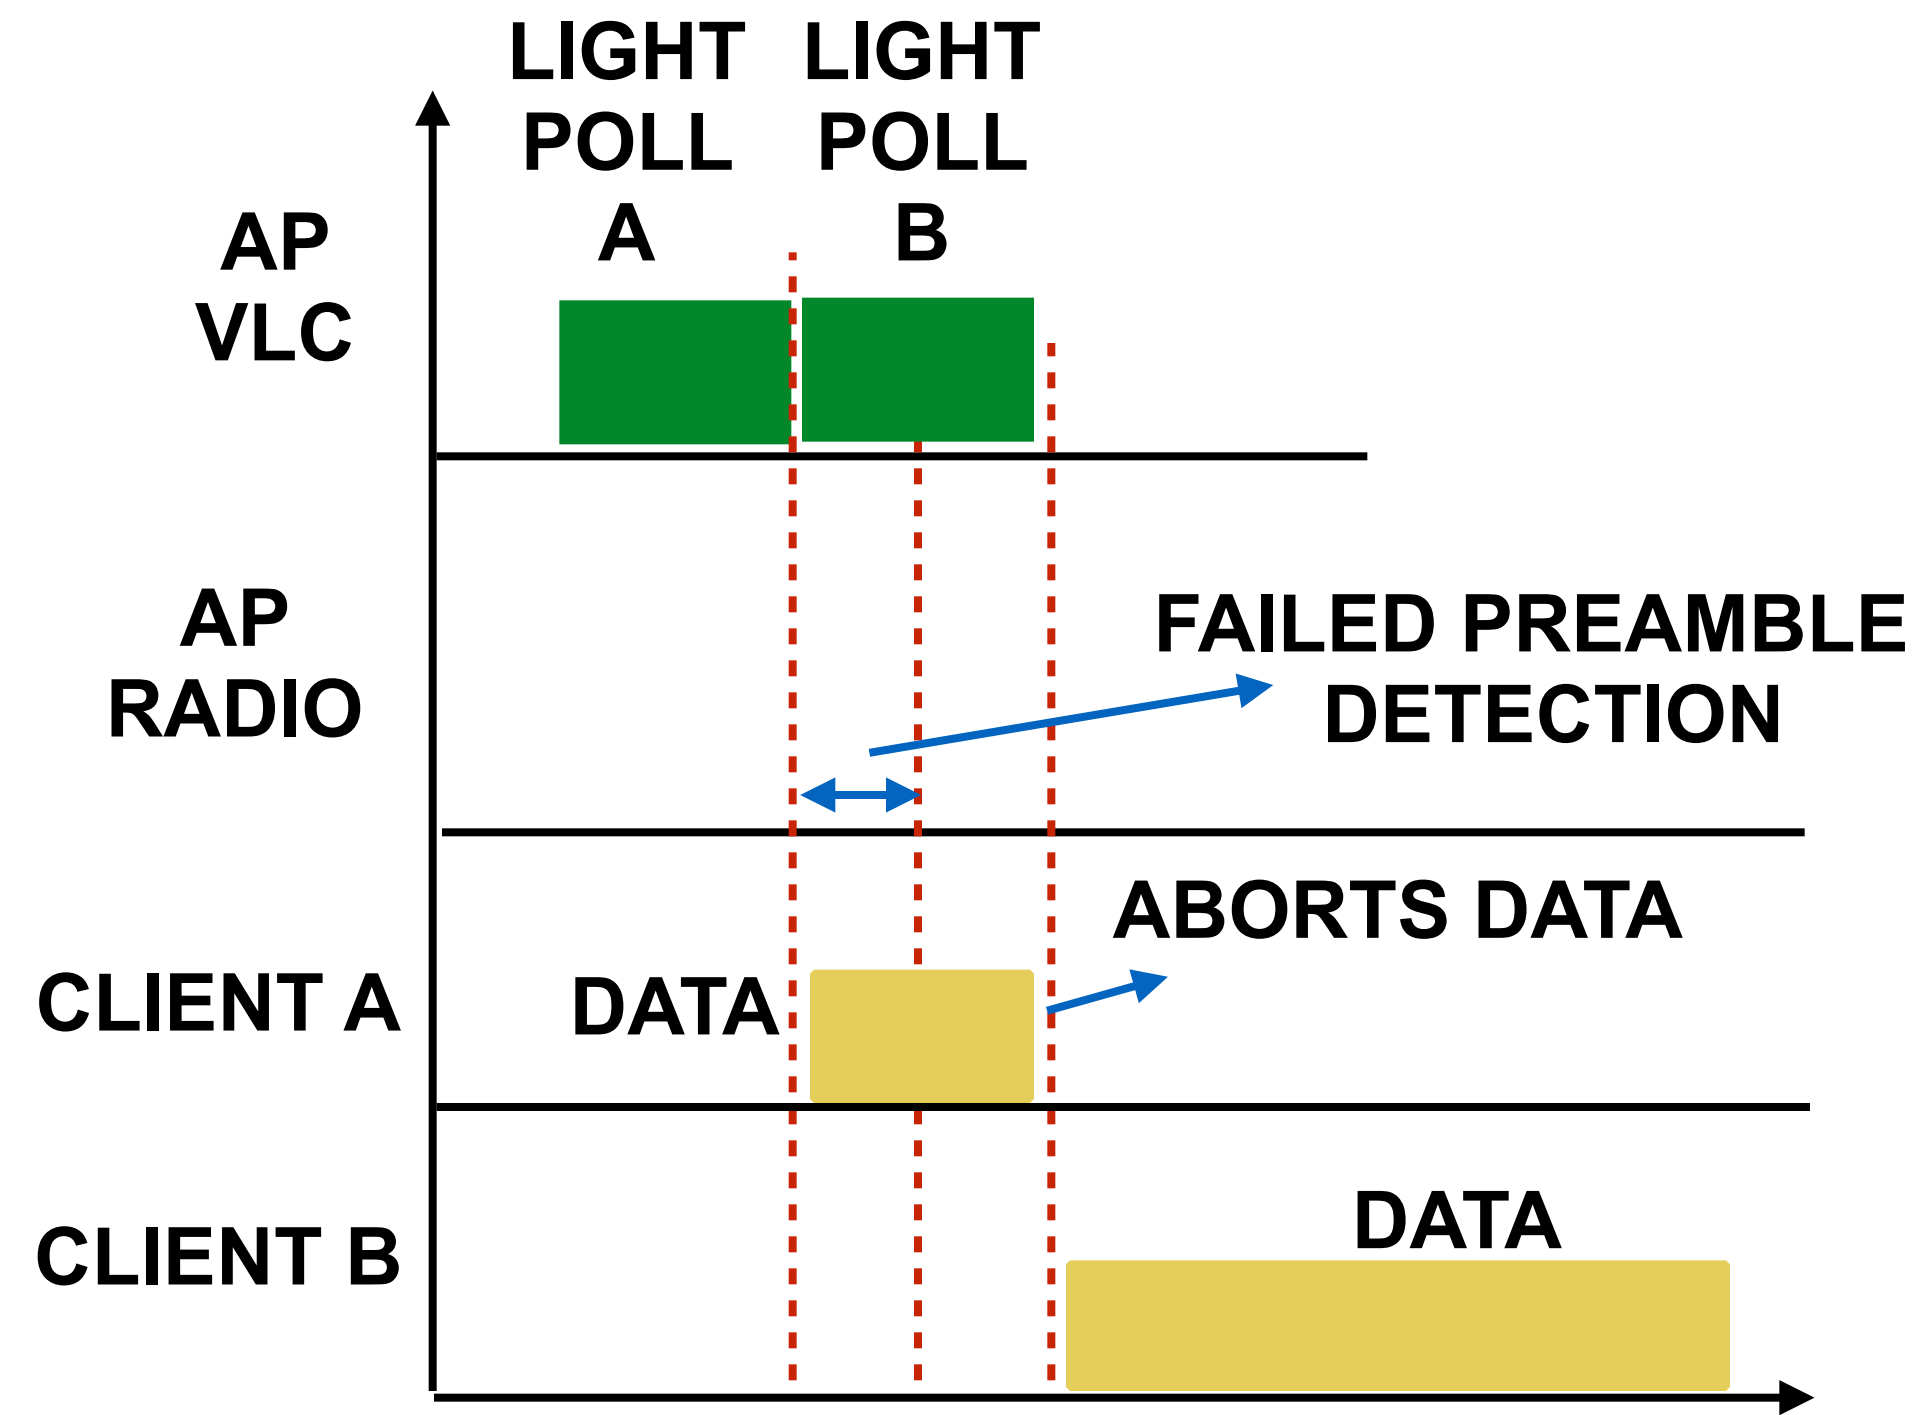 LIGHT
POLL
A
LIGHT
POLL
B
AP
VLC
AP
RADIO
FAILED PREAMBLE
DETECTION
ABORTS DATA
CLIENT A
DATA
DATA
CLIENT B